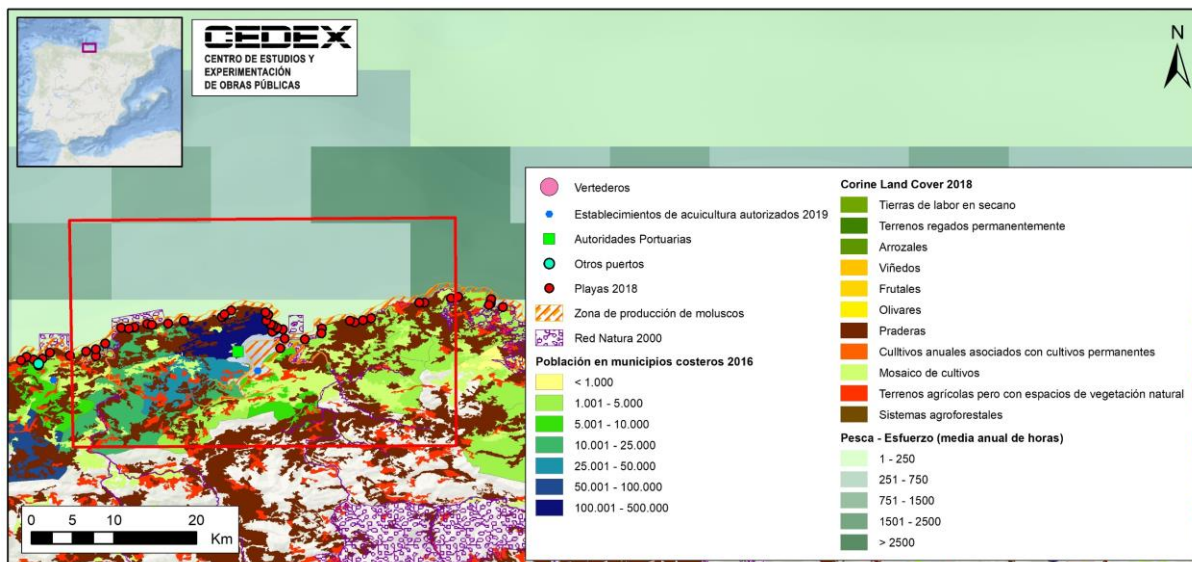 CEDEX
CENTRO DE ESTUDIOS Y
EXPERIMENTACIÓN
DE OBRAS PÚBLICAS
N
Vertederos
Establecimientos de acuicultura autorizados 2019
Autoridades Portuarias
Otros puertos
Playas 2018
Zona de producción de moluscos
Red Natura 2000
Población en municipios costeros 2016
< 1.000
1.001 - 5.000
5.001 - 10.000
10.001 - 25.000
25.001 - 50.000
50.001 - 100.000
100.001 - 500.000
Corine Land Cover 2018
Tierras de labor en secano
Terrenos regados permanentemente
Arrozales
Viñedos
Frutales
Olivares
Praderas
Culltivos anuales asociados con cultivos permanentes
Mosaico de cultivos
Terrenos agrícolas pero con espacios de vegetación natural
Sistemas agroforestales
Pesca - Esfuerzo (media anual de horas)
1 - 250
251 - 750
751 - 1500
1501 - 2500
> 2500
0 5 10 20
Km